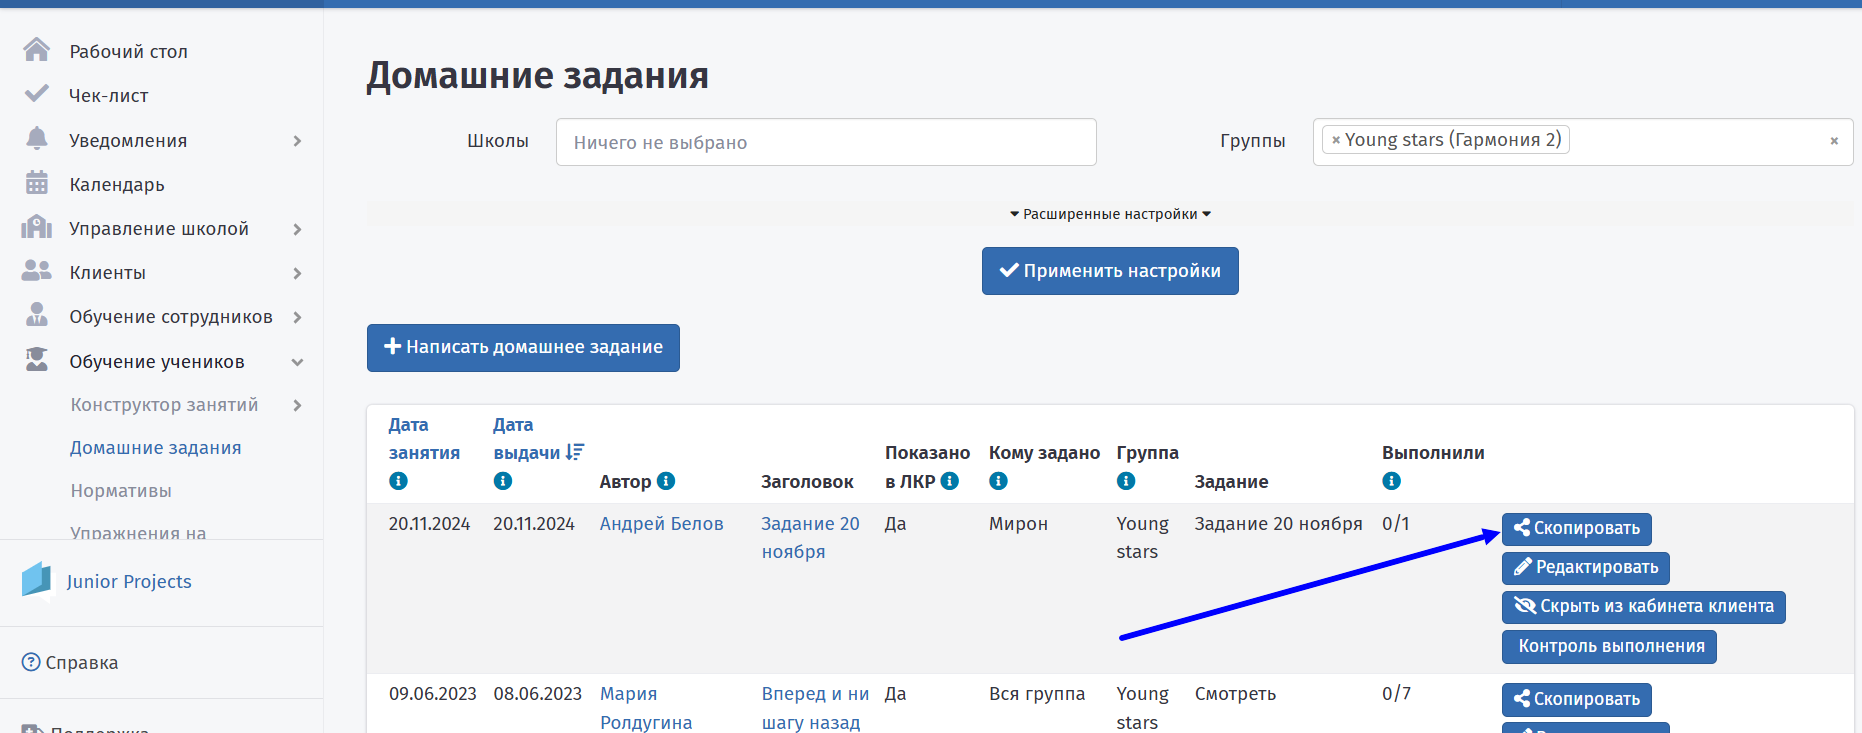 Рабочий стол
Чек-лист
Уведомления
Календарь
Управление школой
Клиенты
Обучение сотрудников
Обучение учеников
Конструктор занятий
Домашние задания
Нормативы
Упражнения на
Junior Projects
Справка
Поддержка
Домашние задания
Школы
Ничего не выбрано
Группы
× Young stars (Гармония 2)
×
Расширенные настройки
Применить настройки
Написать домашнее задание
Дата занятия
Дата выдачи
Автор
Заголовок
Показано в ЛКР
Кому задано
Группа
Задание
Выполнили
20.11.2024
20.11.2024
Андрей Белов
Задание 20 ноября
Да
Мирон
Young stars
Задание 20 ноября
0/1
Скопировать
Редактировать
Скрыть из кабинета клиента
Контроль выполнения
09.06.2023
08.06.2023
Мария Ролдугина
Вперед и ни шагу назад
Да
Вся группа
Young stars
Смотреть
0/7
Скопировать